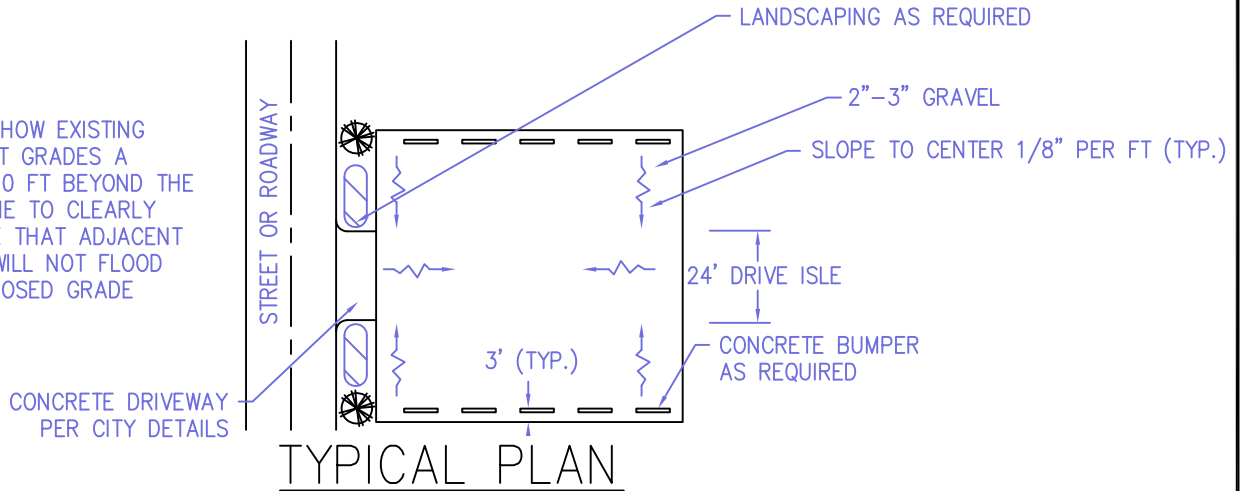 LANDSCAPING AS REQUIRED
2"-3" GRAVEL
SLOPE TO CENTER 1/8" PER FT (TYP.)
HOW EXISTING
T GRADES A
0 FT BEYOND THE
TO CLEARLY
THAT ADJACENT
WILL NOT FLOOD
GRADE
STREET OR ROADWAY
24' DRIVE ISLE
3' (TYP.)
CONCRETE BUMPER
AS REQUIRED
CONCRETE DRIVEWAY
PER CITY DETAILS
TYPICAL PLAN